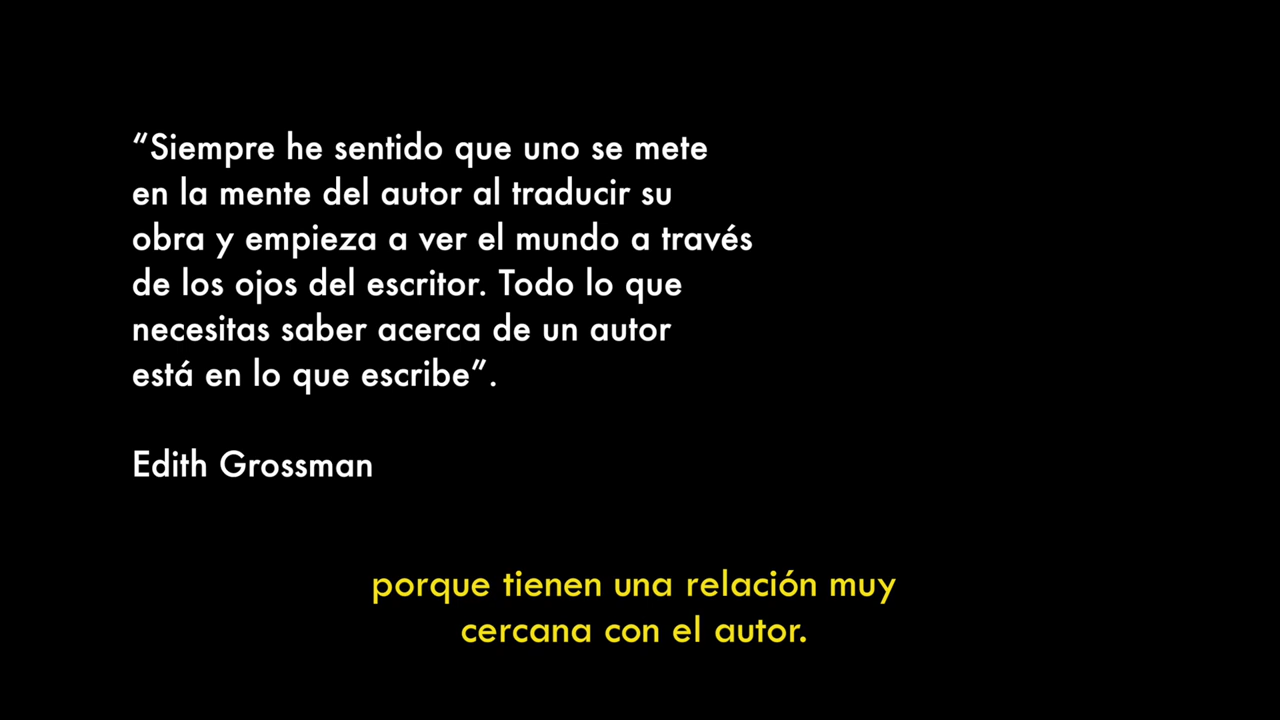 “Siempre he sentido que uno se mete
en la mente del autor al traducir su
obra y empieza a ver el mundo a través
de los ojos del escritor. Todo lo que
necesitas saber acerca de un autor
está en lo que escribe”.
Edith Grossman
porque tienen una relación muy
cercana con el autor.